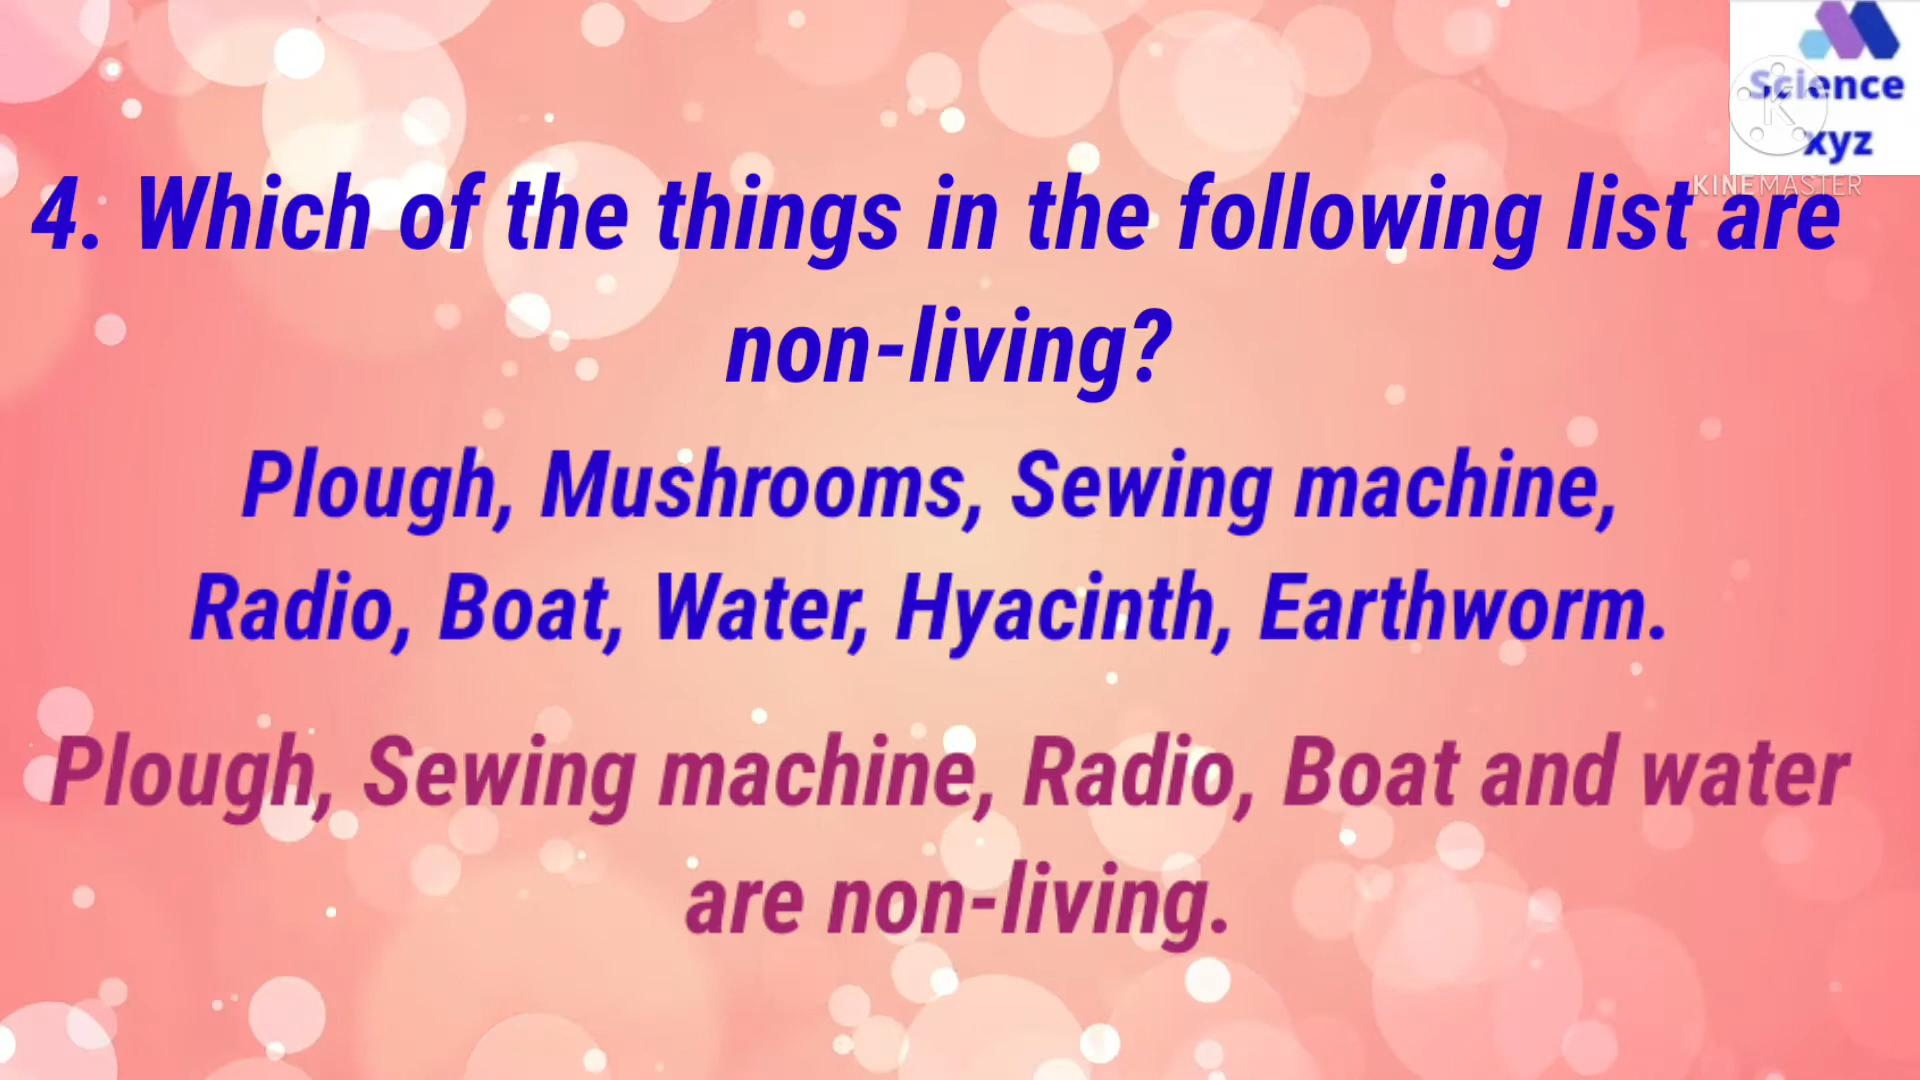 Science
xyz
KINEMASTER
4. Which of the things in the following list are
non-living?
Plough, Mushrooms, Sewing machine,
Radio, Boat, Water, Hyacinth, Earthworm.
Plough, Sewing machine, Radio, Boat and water
are non-living.